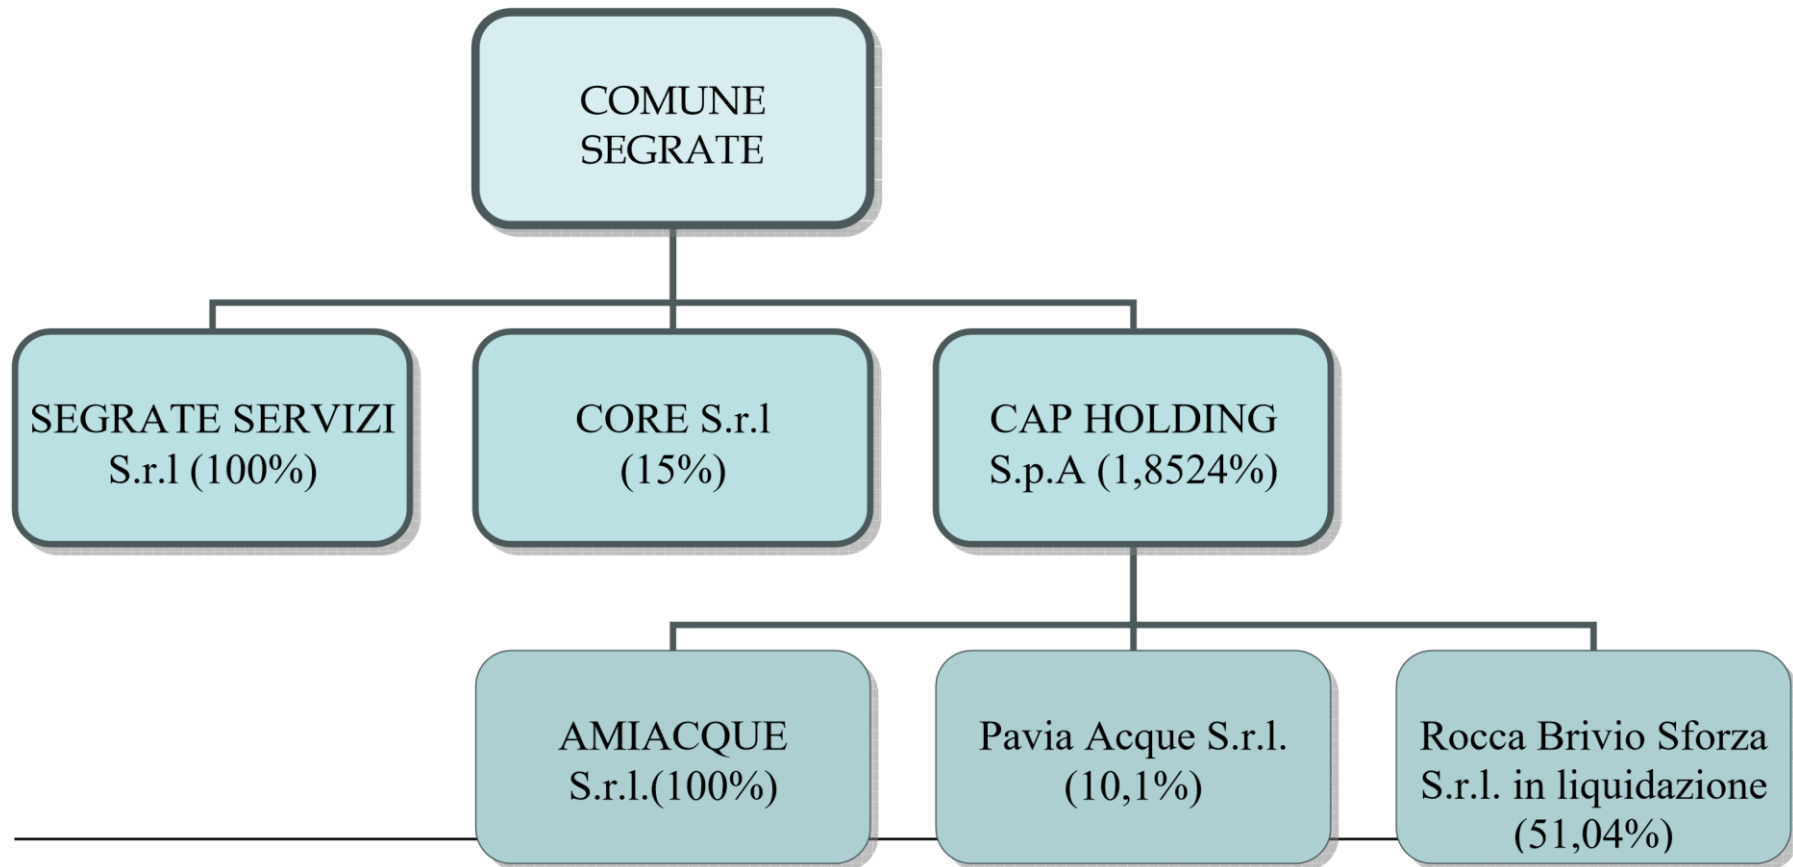 COMUNE
SEGRATE
SEGRATE SERVIZI
S.r.l (100%)
CORE S.r.l
(15%)
CAP HOLDING
S.p.A (1,8524%)
AMIACQUE
S.r.l.(100%)
Pavia Acque S.r.l.
(10,1%)
Rocca Brivio Sforza
S.r.l. in liquidazione
(51,04%)